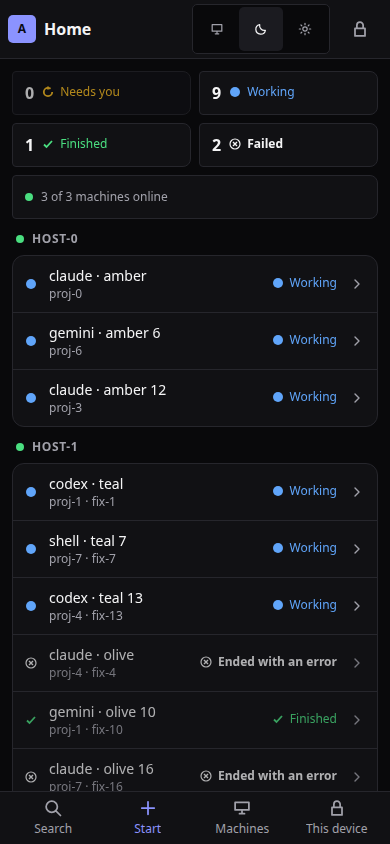 A Home
0 Needs you
9 Working
1 Finished
2 Failed
3 of 3 machines online
HOST-0
claude · amber
proj-0
Working
gemini · amber 6
proj-6
Working
claude · amber 12
proj-3
Working
HOST-1
codex · teal
proj-1 · fix-1
Working
shell · teal 7
proj-7 · fix-7
Working
codex · teal 13
proj-4 · fix-13
Working
claude · olive
proj-4 · fix-4
Ended with an error
gemini · olive 10
proj-1 · fix-10
Finished
claude · olive 16
proj-7 · fix-16
Ended with an error
Search
Start
Machines
This device